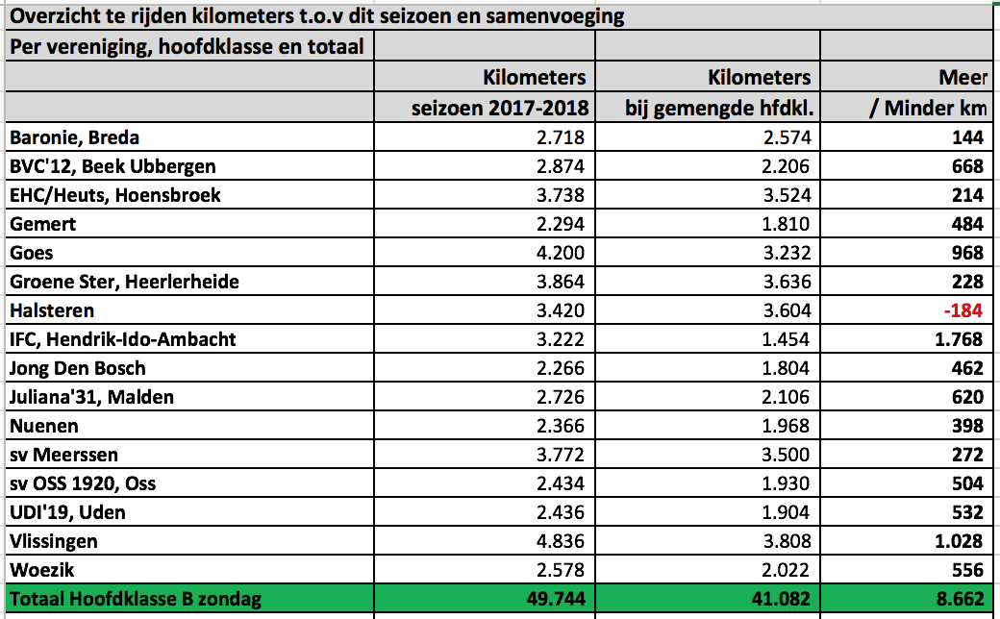 Overzicht te rijden kilometers t.o.v dit seizoen en samenvoeging
Per vereniging, hoofdklasse en totaal
Kilometers Kilometers Meer
seizoen 2017-2018 bij gemengde hfdkl. / Minder km
Baronie, Breda 2.718 2.574 144
BVC'12, Beek Ubbergen 2.874 2.206 668
EHC/Heuts, Hoensbroek 3.738 3.524 214
Gemert 2.294 1.810 484
Goes 4.200 3.232 968
Groene Ster, Heerlerheide 3.864 3.636 228
Halsteren 3.420 3.604 -184
IFC, Hendrik-Ido-Ambacht 3.222 1.454 1.768
Jong Den Bosch 2.266 1.804 462
Juliana'31, Malden 2.726 2.106 620
Nuenen 2.366 1.968 398
sv Meerssen 3.772 3.500 272
sv OSS 1920, Oss 2.434 1.930 504
UDI'19, Uden 2.436 1.904 532
Vlissingen 4.836 3.808 1.028
Woezik 2.578 2.022 556
Totaal Hoofdklasse B zondag 49.744 41.082 8.662